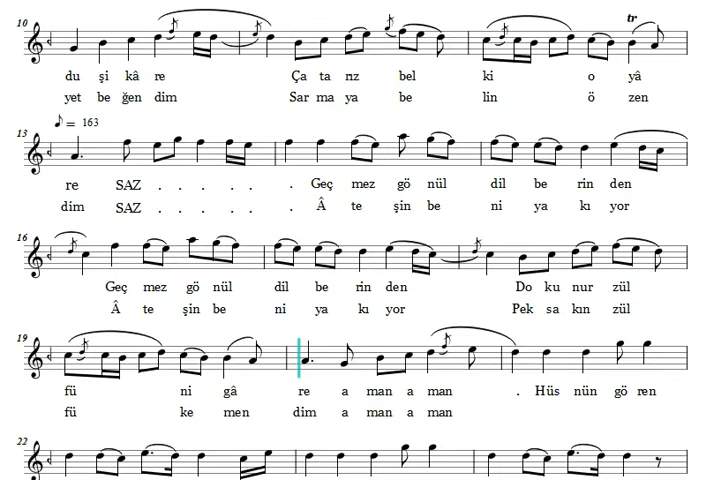 10
tr
du şi kâre Ça ta rız bel ki o yâ
yet be ğen dim Sar ma ya be lin ö zen
13
= 163
re SAZ . . . . . . Geç mez gö nül dil be rin den
dim SAZ . . . . . . Â te şin be ni ya kı yor
16
Geç mez gö nül dil be rin den Do ku nur zül
Â te şin be ni ya kı yor Pek sa kın zül
19
fü ni gâ re a man a man . Hüs nün gö ren
fü ke men dim a man a man
22